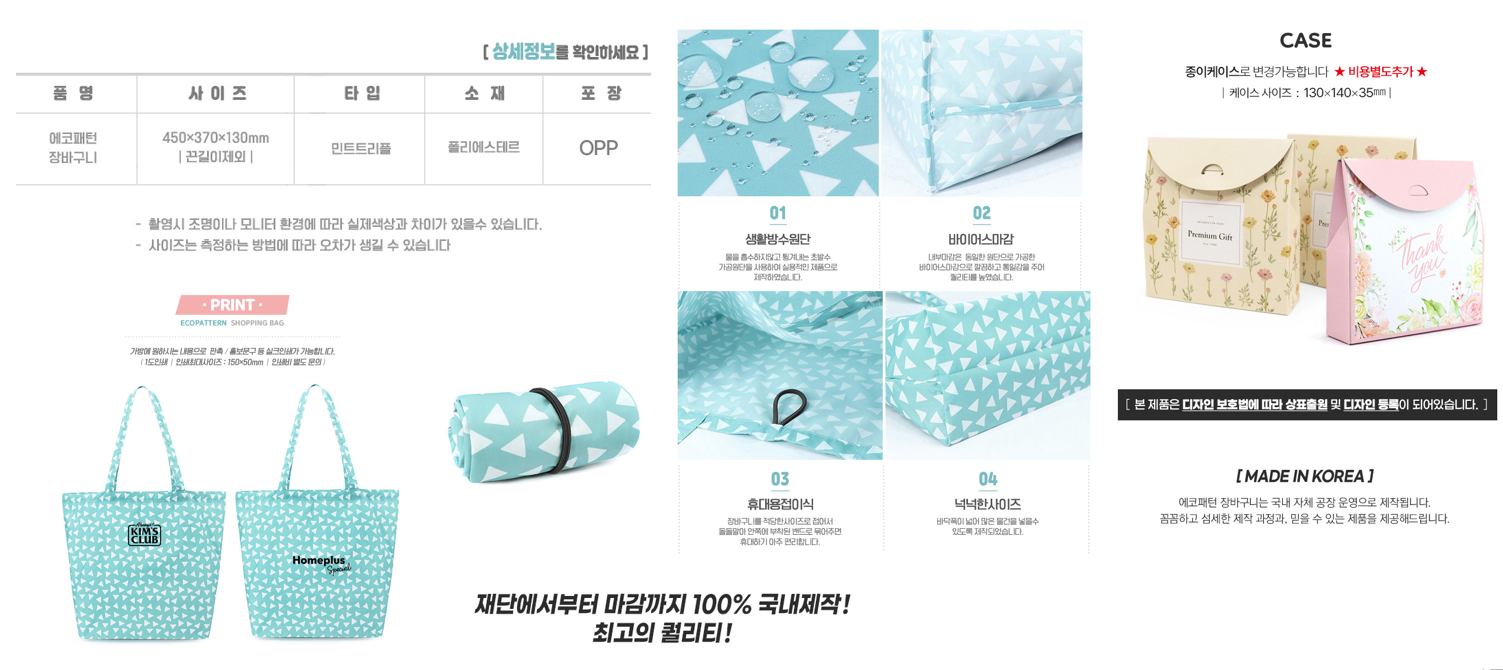 [ 상세정보를 확인하세요 ]
품 명
사 이 즈
타 입
소 재
포 장
에코패턴
장바구니
450×370×130mm
| 끈길이제외 |
민트트리플
폴리에스테르
OPP
- 촬영시 조명이나 모니터 환경에 따라 실제색상과 차이가 있을수 있습니다.
- 사이즈는 측정하는 방법에 따라 오차가 생길 수 있습니다
· PRINT ·
ECOPATTERN SHOPPING BAG
가방에 원하시는 내용으로 판촉 / 홍보문구 등 실크인쇄가 가능합니다.
( 1도인쇄 | 인쇄최대사이즈 : 150×50mm | 인쇄비 별도 문의 )
KIM'S
CLUB
Homeplus
Special
재단에서부터 마감까지 100% 국내제작!
최고의 퀄리티!
01
생활방수원단
물을 흡수하지않고 튕겨내는 초발수
가공원단을 사용하여 실용적인 제품으로
제작하였습니다.
02
바이어스마감
내부마감은 동일한 원단으로 가공한
바이어스마감으로 깔끔하고 통일감을 주어
퀄리티를 높였습니다.
03
휴대용접이식
장바구니를 적당한사이즈로 접어서
돌돌말아 안쪽에 부착된 밴드로 묶어주면
휴대하기 아주 편리합니다.
04
넉넉한사이즈
바닥폭이 넓어 많은 물건을 넣을수
있도록 제작되었습니다.
CASE
종이케이스로 변경가능합니다 ★ 비용별도추가 ★
| 케이스 사이즈 : 130×140×35mm |
Premium Gift
Prem
Thank
you
[ 본 제품은 디자인 보호법에 따라 상표출원 및 디자인 등록이 되어있습니다. ]
[ MADE IN KOREA ]
에코패턴 장바구니는 국내 자체 공장 운영으로 제작됩니다.
꼼꼼하고 섬세한 제작 과정과, 믿을 수 있는 제품을 제공해드립니다.